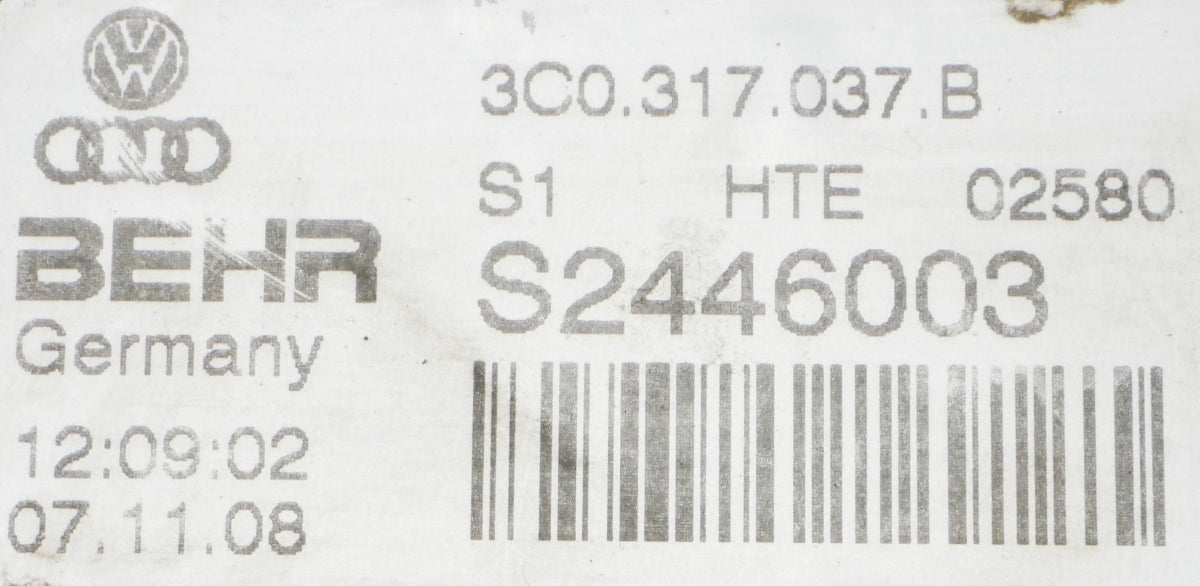 3C0.317.037.B
S1 HTE 02580
S2446003
BEHR
Germany
12:09:02
07.11.08